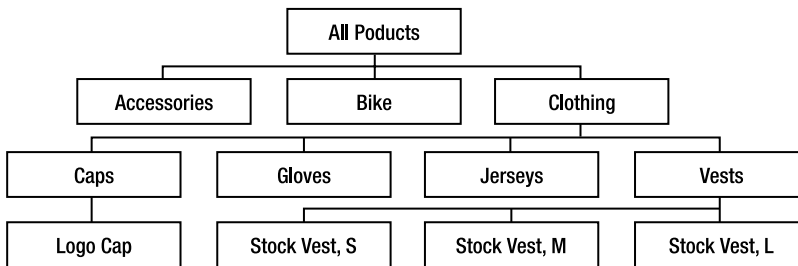 All Poducts
Accessories
Bike
Clothing
Caps
Gloves
Jerseys
Vests
Logo Cap
Stock Vest, S
Stock Vest, M
Stock Vest, L